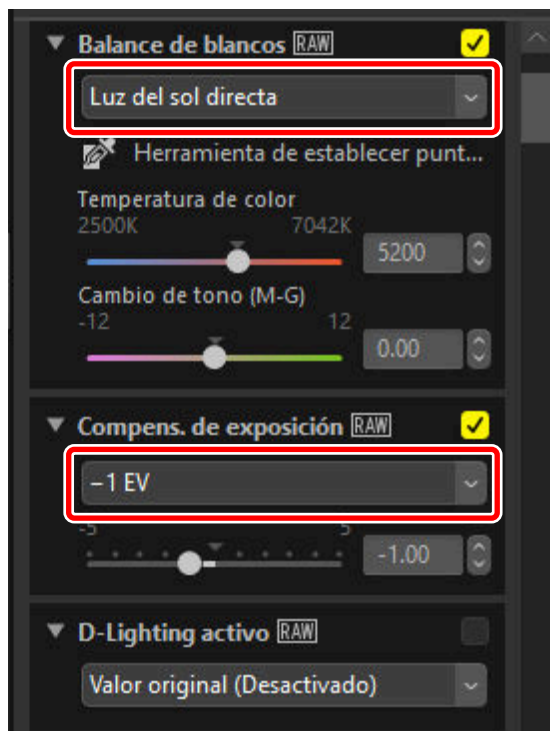 Balance de blancos RAW
Luz del sol directa
Herramienta de establecer punt...
Temperatura de color
2500K 7042K
5200
Cambio de tono (M-G)
-12 12
0.00
Compens. de exposición RAW
−1 EV
-5 5
-1.00
D-Lighting activo RAW
Valor original (Desactivado)